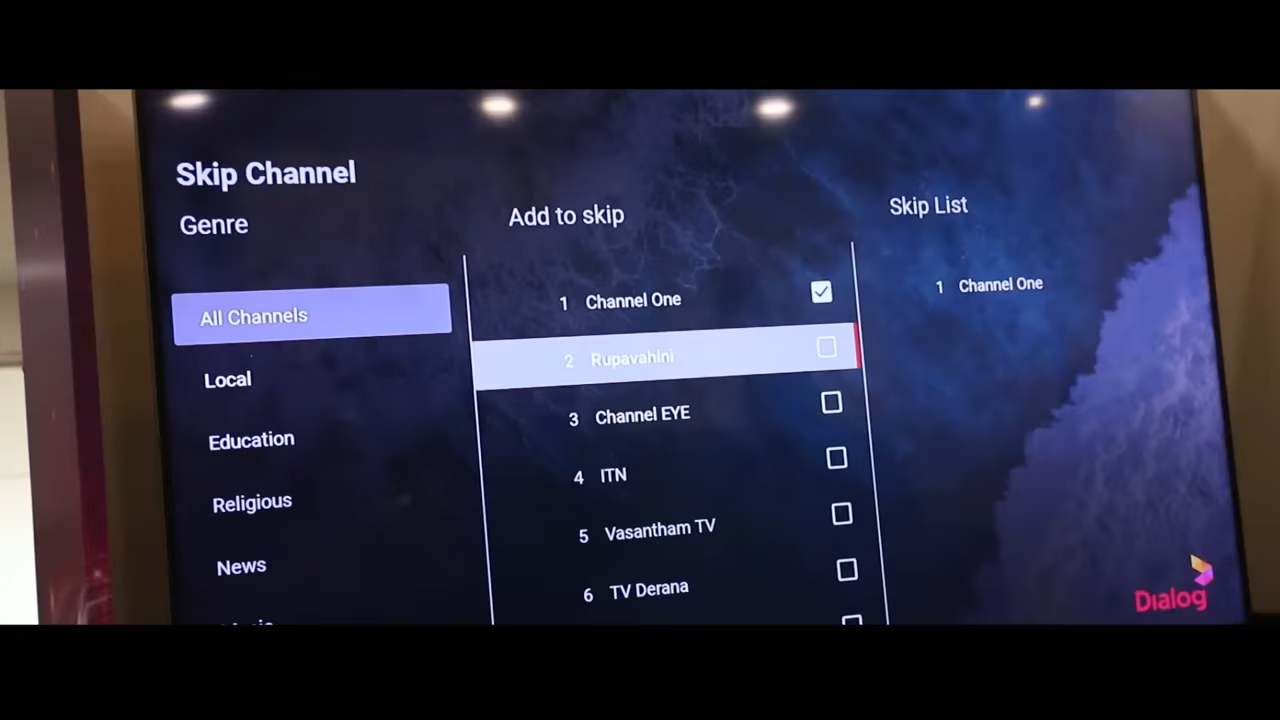 Skip Channel
Genre
All Channels
Local
Education
Religious
News
Add to skip
1 Channel One
2 Rupavahini
3 Channel EYE
4 ITN
5 Vasantham TV
6 TV Derana
Skip List
1 Channel One
Dialog